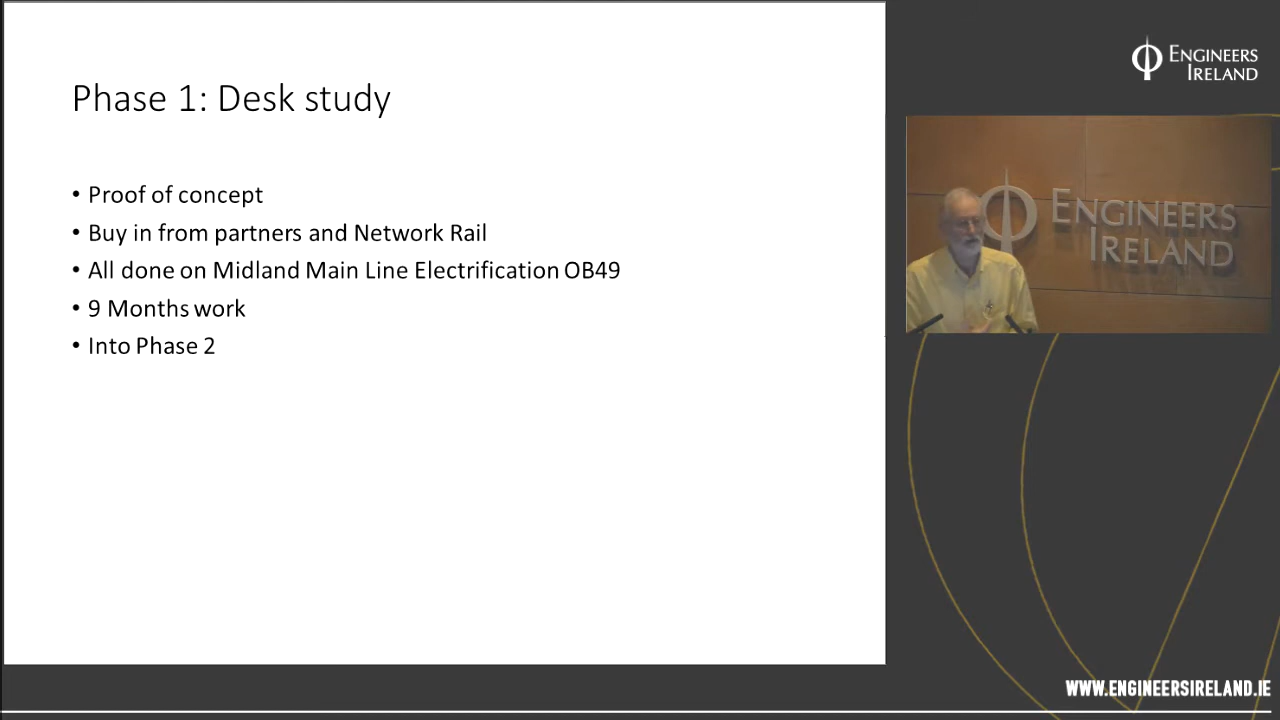 Phase 1: Desk study
• Proof of concept
• Buy in from partners and Network Rail
• All done on Midland Main Line Electrification OB49
• 9 Months work
• Into Phase 2
ENGINEERS
IRELAND
ENGINEERS
IRELAND
WWW.ENGINEERSIRELAND.IE